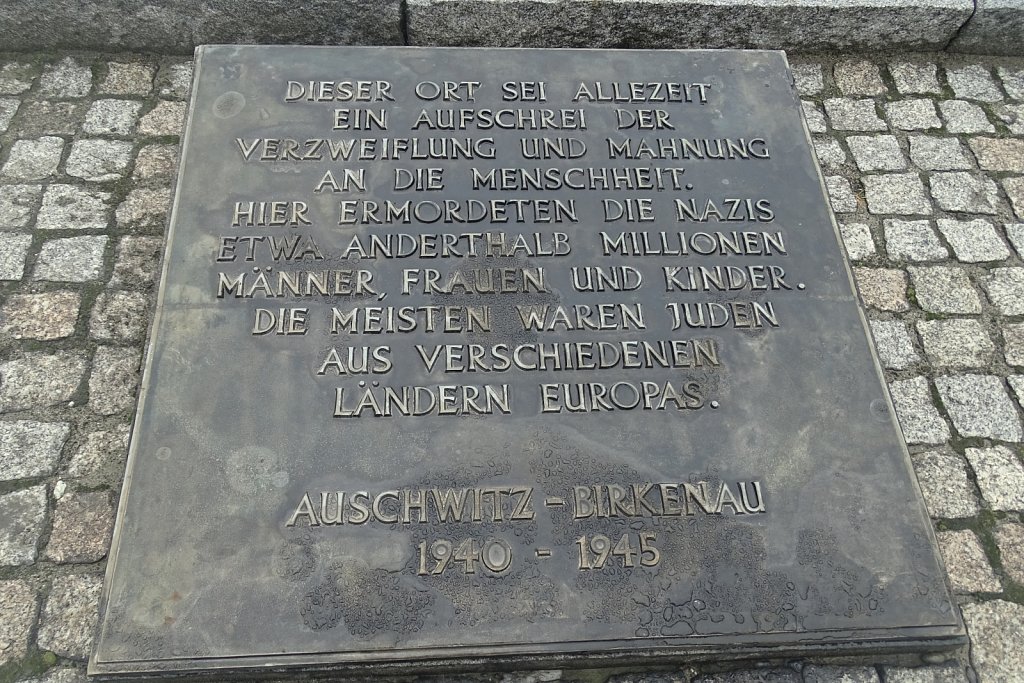 DIESER ORT SEI ALLEZEIT
EIN AUFSCHREI DER
VERZWEIFLUNG UND MAHNUNG
AN DIE MENSCHHEIT.
HIER ERMORDETEN DIE NAZIS
ETWA ANDERTHALB MILLIONEN
MÄNNER, FRAUEN UND KINDER.
DIE MEISTEN WAREN JUDEN
AUS VERSCHIEDENEN
LÄNDERN EUROPAS.
AUSCHWITZ - BIRKENAU
1940 - 1945